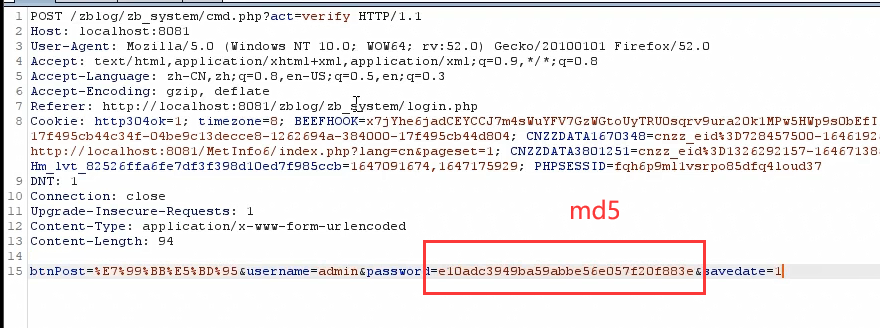 1 POST /zblog/zb_system/cmd.php?act=verify HTTP/1.1
2 Host: localhost:8081
3 User-Agent: Mozilla/5.0 (Windows NT 10.0; WOW64; rv:52.0) Gecko/20100101 Firefox/52.0
4 Accept: text/html,application/xhtml+xml,application/xml;q=0.9,*/*;q=0.8
5 Accept-Language: zh-CN,zh;q=0.8,en-US;q=0.5,en;q=0.3
6 Accept-Encoding: gzip, deflate
7 Referer: http://localhost:8081/zblog/zb_system/login.php
8 Cookie: http304ok=1; timezone=8; BEEFHOOK=x7jYhe6jadCEYCCJ7m4sWuYFV7GzWGtoUyTRUOsqrv9ura20k1MPw5HWp9sObEfI
17f495cb44c34f-04be9c13decce8-1262694a-384000-17f495cb44d804; CNZZDATA1670348=cnzz_eid%3D728457500-1646192
http://localhost:8081/MetInfo6/index.php?lang=cn&pageset=1; CNZZDATA3801251=cnzz_eid%3D1326292157-16467138
Hm_lvt_82526ffa6fe7df3f398d10ed7f985ccb=1647091674,1647175929; PHPSESSID=fqh6p9ml1vsrpo85dfq4loud37
9 DNT: 1
10 Connection: close
11 Upgrade-Insecure-Requests: 1
12 Content-Type: application/x-www-form-urlencoded
13 Content-Length: 94
md5
14
15 btnPost=%E7%99%BB%E5%BD%95&username=admin&password=e10adc3949ba59abbe56e057f20f883e&savedate=1